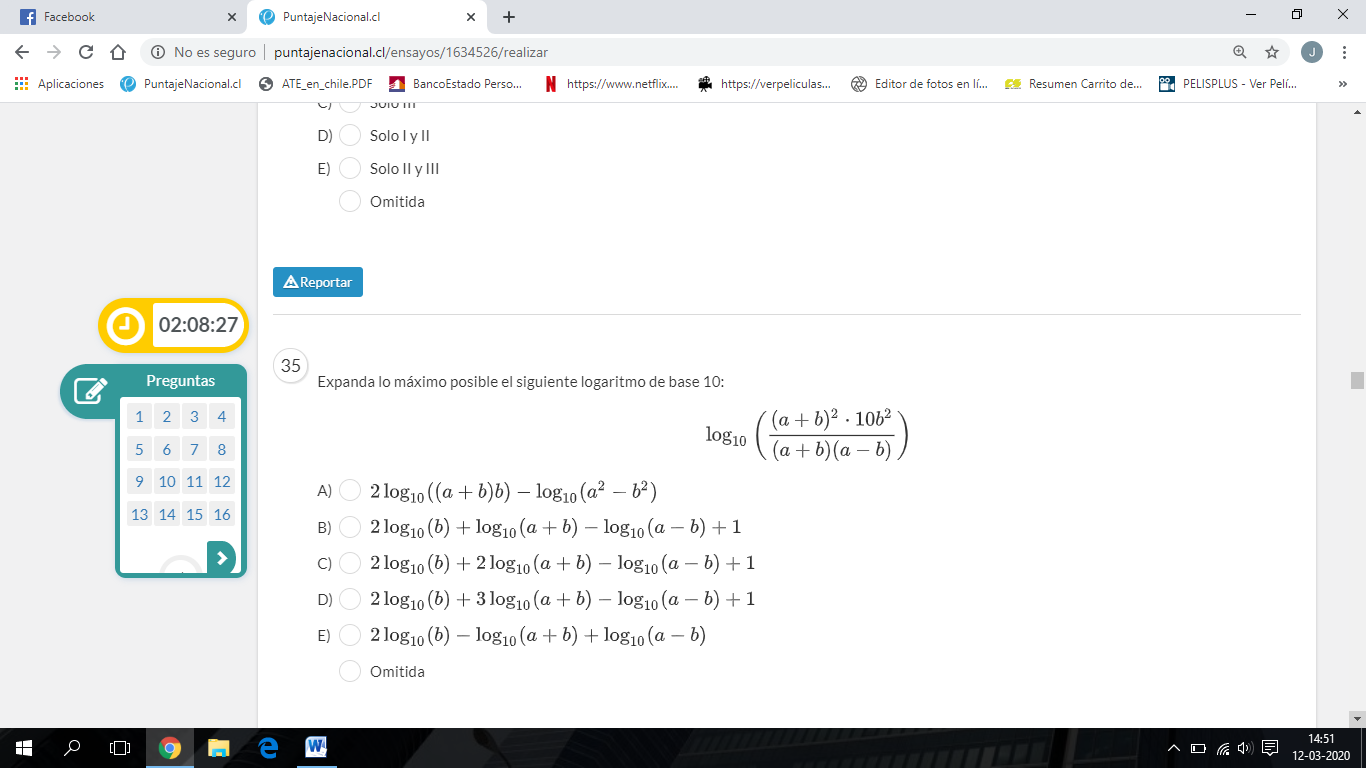 Facebook
PuntajeNacional.cl
No es seguro | puntajenacional.cl/ensayos/1634526/realizar
J
Aplicaciones PuntajeNacional.cl ATE_en_chile.PDF BancoEstado Perso... https://www.netflix.... https://verpeliculas... Editor de fotos en lí... Resumen Carrito de... PELISPLUS - Ver Pelí... »
C) Solo III
D) Solo I y II
E) Solo II y III
Omitida
Reportar
02:08:27
Preguntas
1 2 3 4
5 6 7 8
9 10 11 12
13 14 15 16
35
Expanda lo máximo posible el siguiente logaritmo de base 10:
log₁₀ ( (a + b)² · 10b² / (a + b)(a − b) )
A) 2 log₁₀((a + b)b) − log₁₀(a² − b²)
B) 2 log₁₀(b) + log₁₀(a + b) − log₁₀(a − b) + 1
C) 2 log₁₀(b) + 2 log₁₀(a + b) − log₁₀(a − b) + 1
D) 2 log₁₀(b) + 3 log₁₀(a + b) − log₁₀(a − b) + 1
E) 2 log₁₀(b) − log₁₀(a + b) + log₁₀(a − b)
Omitida
14:51
12-03-2020